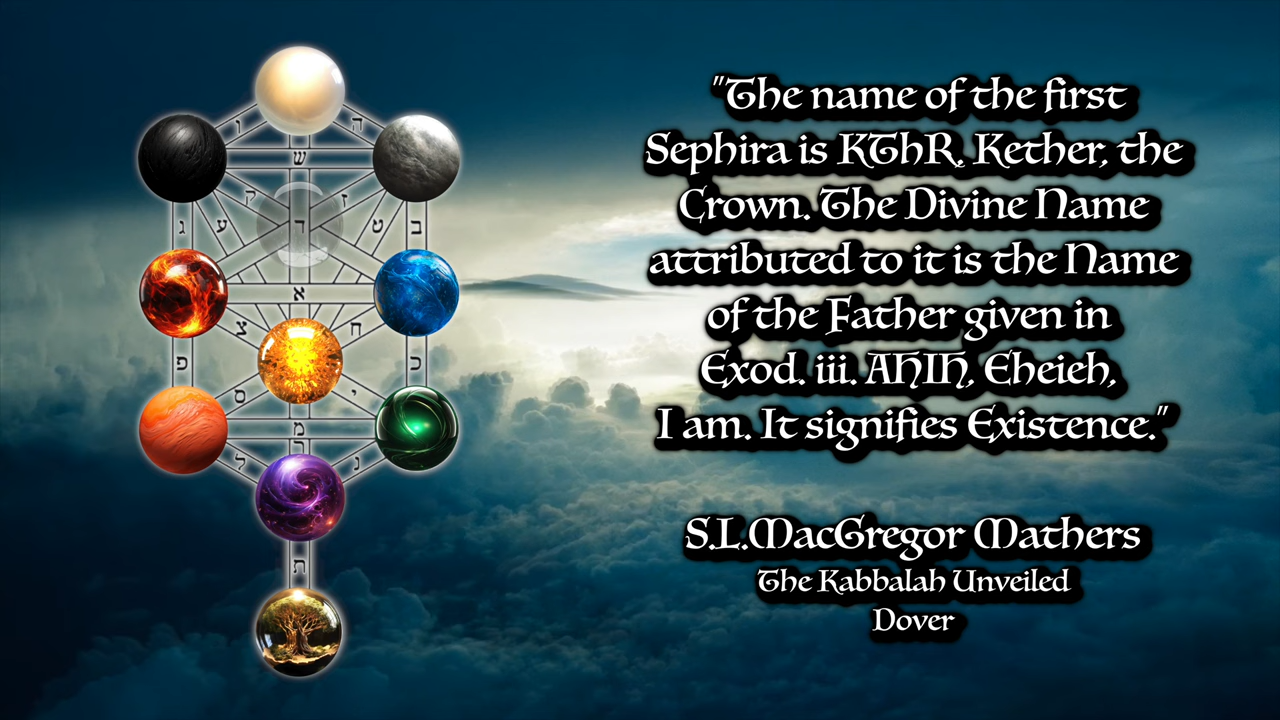 ו ה
ש
ק ז
ג ע ד ט ב
א
צ ח
פ כ
ס י
מ
ר
ל נ
ת
"The name of the first
Sephira is KThR, Kether, the
Crown. The Divine Name
attributed to it is the Name
of the Father given in
Exod. iii. AHIH, Eheieh,
I am. It signifies Existence."
S.L.MacGregor Mathers
The Kabbalah Unveiled
Dover